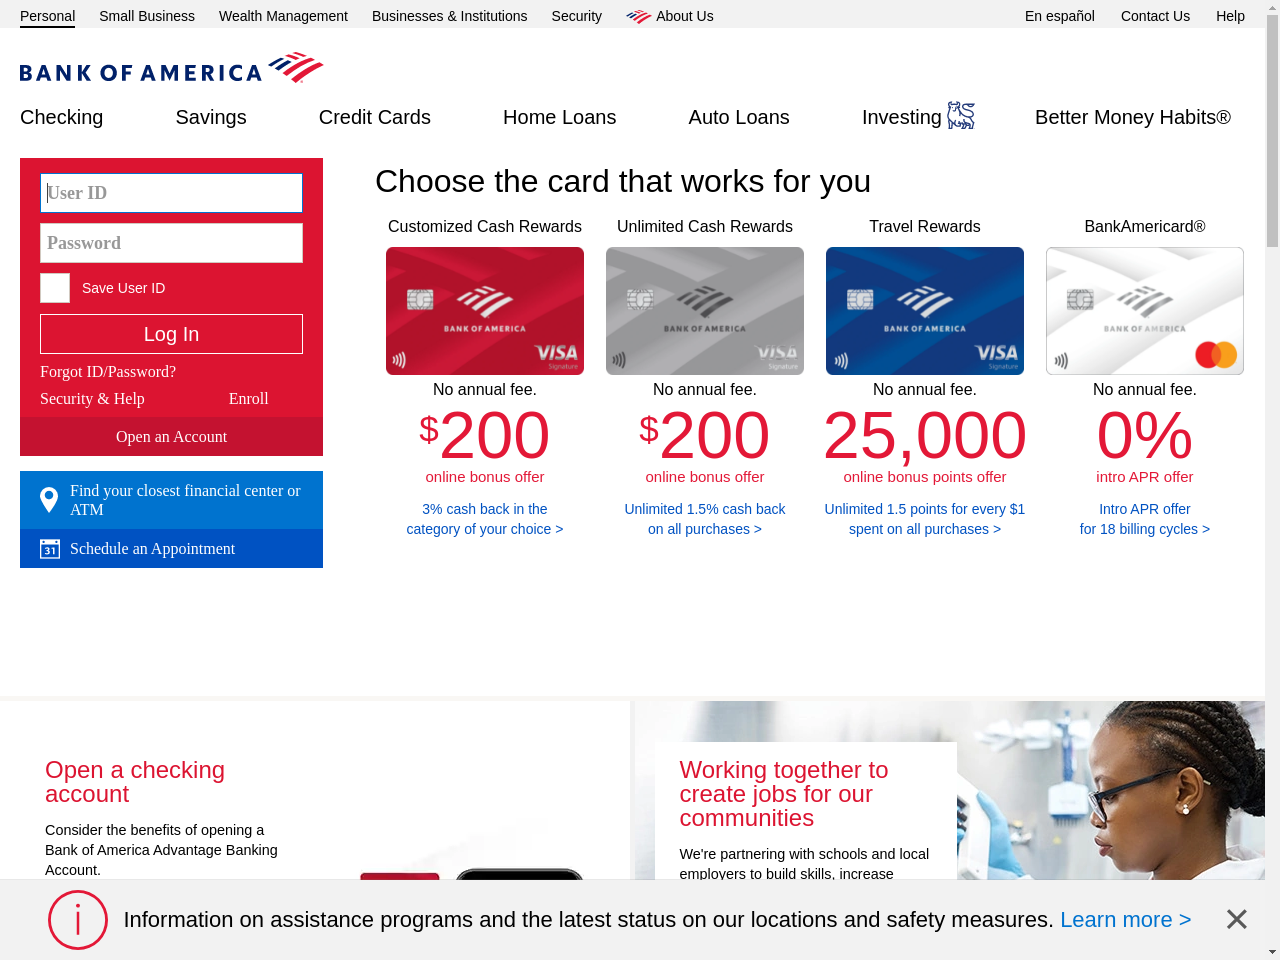 Personal Small Business Wealth Management Businesses & Institutions Security About Us En español Contact Us Help
BANK OF AMERICA
Checking Savings Credit Cards Home Loans Auto Loans Investing Better Money Habits®
User ID
Password
Save User ID
Log In
Forgot ID/Password?
Security & Help Enroll
Open an Account
Find your closest financial center or
ATM
31 Schedule an Appointment
Choose the card that works for you
Customized Cash Rewards
BANK OF AMERICA
VISA
Signature
No annual fee.
$200
online bonus offer
3% cash back in the
category of your choice >
Unlimited Cash Rewards
BANK OF AMERICA
VISA
Signature
No annual fee.
$200
online bonus offer
Unlimited 1.5% cash back
on all purchases >
Travel Rewards
BANK OF AMERICA
VISA
Signature
No annual fee.
25,000
online bonus points offer
Unlimited 1.5 points for every $1
spent on all purchases >
BankAmericard®
BANK OF AMERICA
No annual fee.
0%
intro APR offer
Intro APR offer
for 18 billing cycles >
Open a checking
account
Consider the benefits of opening a
Bank of America Advantage Banking
Account.
Working together to
create jobs for our
communities
We're partnering with schools and local
employers to build skills, increase
Information on assistance programs and the latest status on our locations and safety measures. Learn more >